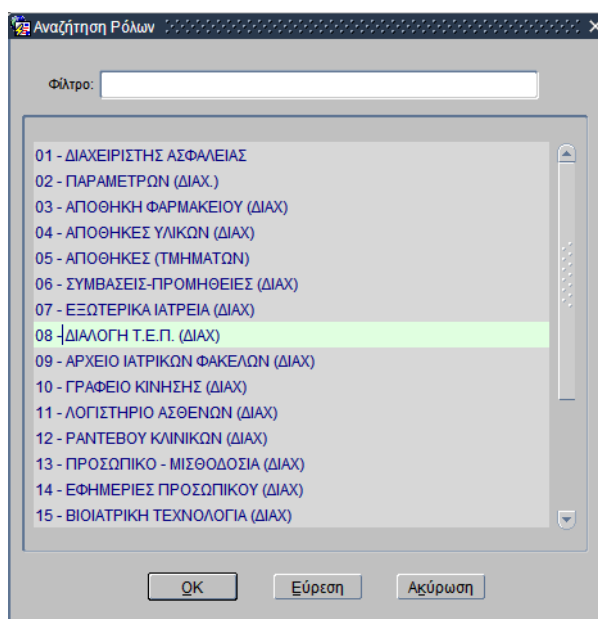 Αναζήτηση Ρόλων
Φίλτρο:
01 - ΔΙΑΧΕΙΡΙΣΤΗΣ ΑΣΦΑΛΕΙΑΣ
02 - ΠΑΡΑΜΕΤΡΩΝ (ΔΙΑΧ.)
03 - ΑΠΟΘΗΚΗ ΦΑΡΜΑΚΕΙΟΥ (ΔΙΑΧ)
04 - ΑΠΟΘΗΚΕΣ ΥΛΙΚΩΝ (ΔΙΑΧ)
05 - ΑΠΟΘΗΚΕΣ (ΤΜΗΜΑΤΩΝ)
06 - ΣΥΜΒΑΣΕΙΣ-ΠΡΟΜΗΘΕΙΕΣ (ΔΙΑΧ)
07 - ΕΞΩΤΕΡΙΚΑ ΙΑΤΡΕΙΑ (ΔΙΑΧ)
08 - ΔΙΑΛΟΓΗ Τ.Ε.Π. (ΔΙΑΧ)
09 - ΑΡΧΕΙΟ ΙΑΤΡΙΚΩΝ ΦΑΚΕΛΩΝ (ΔΙΑΧ)
10 - ΓΡΑΦΕΙΟ ΚΙΝΗΣΗΣ (ΔΙΑΧ)
11 - ΛΟΓΙΣΤΗΡΙΟ ΑΣΘΕΝΩΝ (ΔΙΑΧ)
12 - ΡΑΝΤΕΒΟΥ ΚΛΙΝΙΚΩΝ (ΔΙΑΧ)
13 - ΠΡΟΣΩΠΙΚΟ - ΜΙΣΘΟΔΟΣΙΑ (ΔΙΑΧ)
14 - ΕΦΗΜΕΡΙΕΣ ΠΡΟΣΩΠΙΚΟΥ (ΔΙΑΧ)
15 - ΒΙΟΙΑΤΡΙΚΗ ΤΕΧΝΟΛΟΓΙΑ (ΔΙΑΧ)
OK Εύρεση Ακύρωση